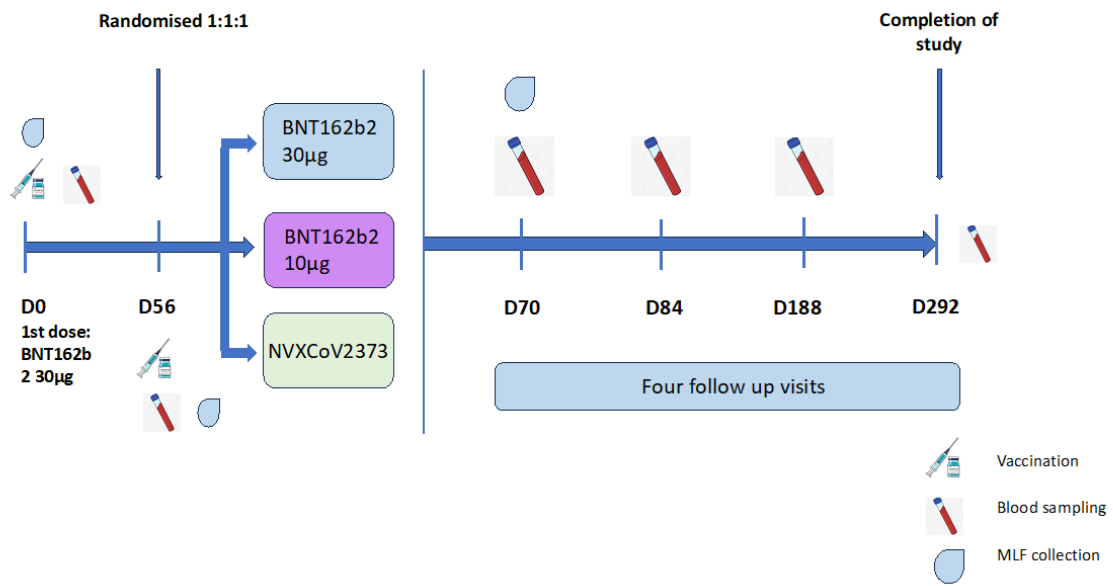 Randomised 1:1:1
Completion of
study
BNT162b2
30µg
BNT162b2
10µg
NVXCoV2373
D0
1st dose:
BNT162b
2 30µg
D56
D70
D84
D188
D292
Four follow up visits
Vaccination
Blood sampling
MLF collection